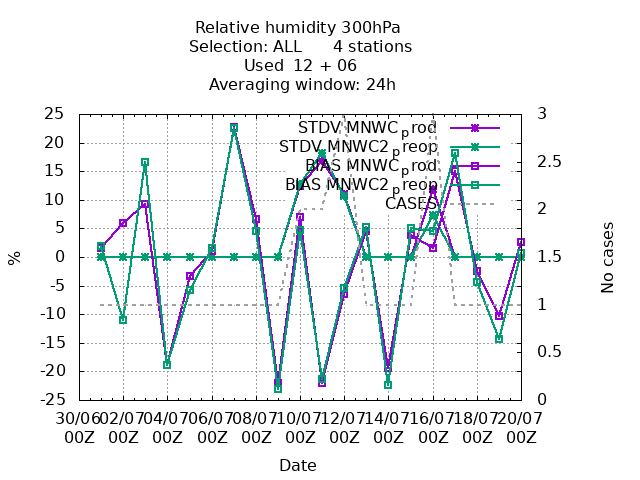 Relative humidity 300hPa
Selection: ALL 4 stations
Used 12 + 06
Averaging window: 24h
25
20
15
10
5
0
-5
-10
-15
-20
-25
%
3
2.5
2
1.5
1
0.5
0
No cases
STDV MNWC_prod
STDV MNWC2_preop
BIAS MNWC_prod
BIAS MNWC2_preop
CASES
30/06 02/07 04/07 06/07 08/07 10/07 12/07 14/07 16/07 18/07 20/07
00Z 00Z 00Z 00Z 00Z 00Z 00Z 00Z 00Z 00Z 00Z
Date